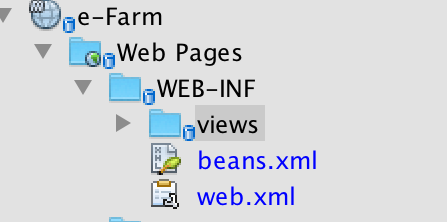 e-Farm
Web Pages
WEB-INF
views
beans.xml
web.xml